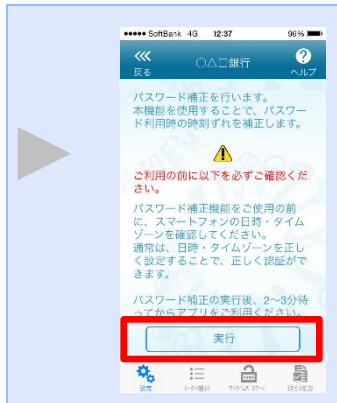 SoftBank 4G 12:37 96%
戻る ○△□銀行 ? ヘルプ
パスワード補正を行います。
本機能を使用することで、パスワー
ド利用時の時刻ずれを補正します。
ご利用の前に以下を必ずご確認くだ
さい。
パスワード補正機能をご使用の前
に、スマートフォンの日時・タイム
ゾーンを確認してください。
通常は、日時・タイムゾーンを正し
く設定することで、正しく認証がで
きます。
パスワード補正の実行後、2~3分待
ってからアプリをご利用ください。
実行
設定